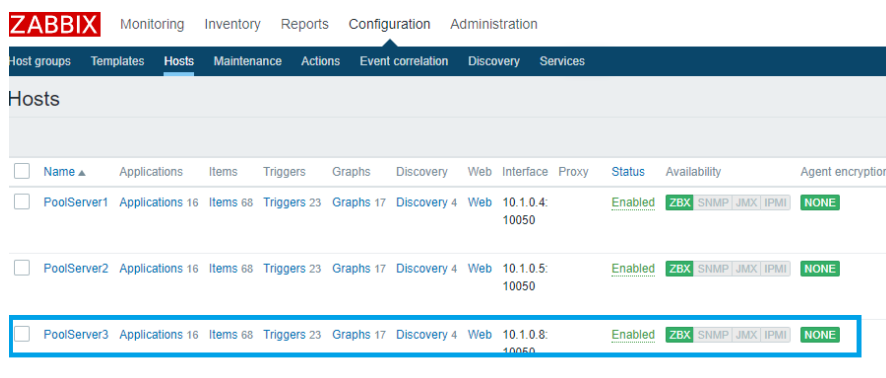 ZABBIX Monitoring Inventory Reports Configuration Administration
Host groups Templates Hosts Maintenance Actions Event correlation Discovery Services
Hosts
Name ▲ Applications Items Triggers Graphs Discovery Web Interface Proxy Status Availability Agent encryption
PoolServer1 Applications 16 Items 68 Triggers 23 Graphs 17 Discovery 4 Web 10.1.0.4: Enabled ZBX SNMP JMX IPMI NONE
10050
PoolServer2 Applications 16 Items 68 Triggers 23 Graphs 17 Discovery 4 Web 10.1.0.5: Enabled ZBX SNMP JMX IPMI NONE
10050
PoolServer3 Applications 16 Items 68 Triggers 23 Graphs 17 Discovery 4 Web 10.1.0.8: Enabled ZBX SNMP JMX IPMI NONE
10050